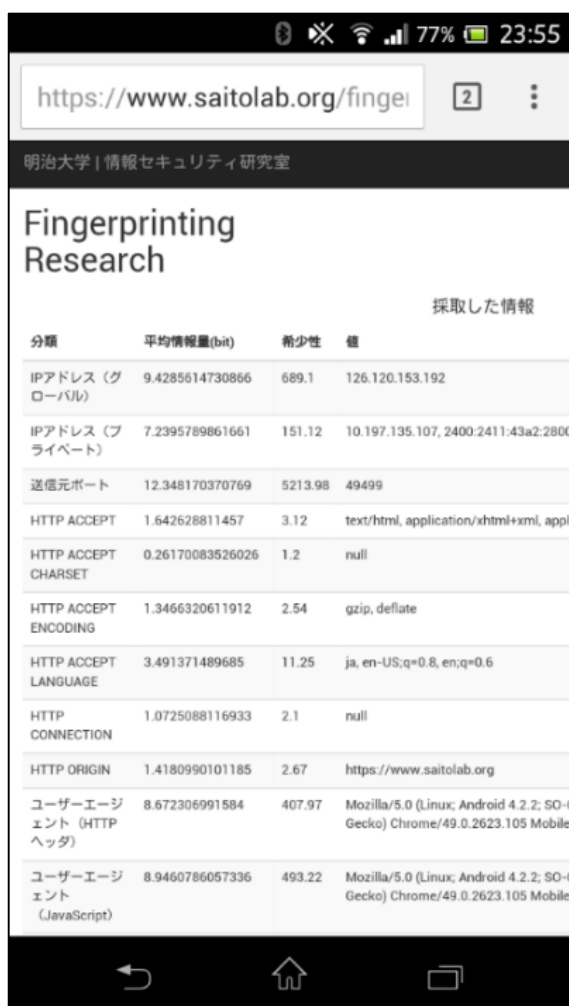 77% 23:55
https://www.saitolab.org/finger 2
明治大学 | 情報セキュリティ研究室
Fingerprinting
Research
採取した情報
分類 平均情報量(bit) 希少性 値
IPアドレス（グ 9.4285614730866 689.1 126.120.153.192
ローバル）
IPアドレス（プ 7.2395789861661 151.12 10.197.135.107, 2400:2411:43a2:2800
ライベート）
送信元ポート 12.348170370769 5213.98 49499
HTTP ACCEPT 1.642628811457 3.12 text/html, application/xhtml+xml, appl
HTTP ACCEPT 0.26170083526026 1.2 null
CHARSET
HTTP ACCEPT 1.3466320611912 2.54 gzip, deflate
ENCODING
HTTP ACCEPT 3.491371489685 11.25 ja, en-US;q=0.8, en;q=0.6
LANGUAGE
HTTP 1.0725088116933 2.1 null
CONNECTION
HTTP ORIGIN 1.4180990101185 2.67 https://www.saitolab.org
ユーザーエージ 8.672306991584 407.97 Mozilla/5.0 (Linux; Android 4.2.2; SO-
ェント（HTTP Gecko) Chrome/49.0.2623.105 Mobile
ヘッダ）
ユーザーエージ 8.9460786057336 493.22 Mozilla/5.0 (Linux; Android 4.2.2; SO-
ェント Gecko) Chrome/49.0.2623.105 Mobile
（JavaScript）